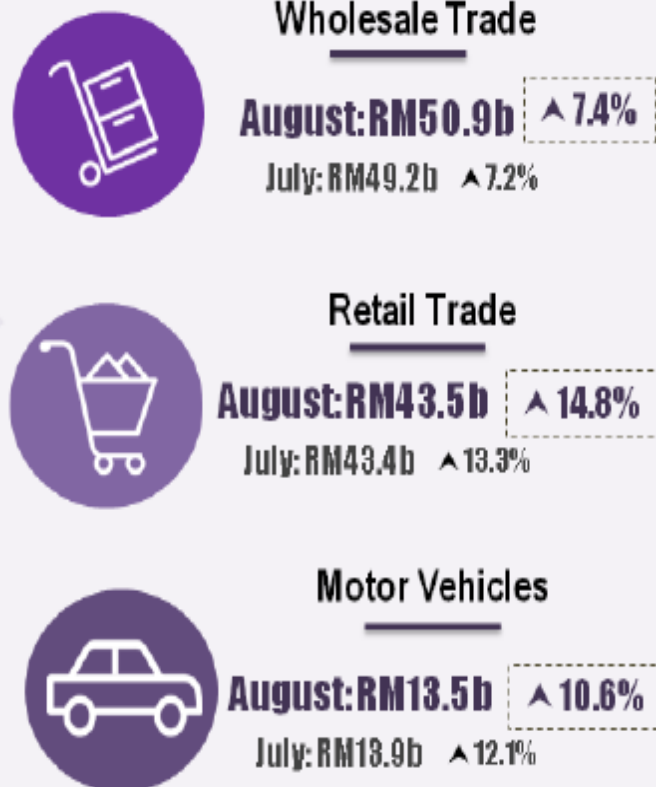 Wholesale Trade
August:RM50.9b ▲7.4%
July:RM49.2b ▲7.2%
Retail Trade
August:RM43.5b ▲14.8%
July:RM43.4b ▲13.3%
Motor Vehicles
August:RM13.5b ▲10.6%
July:RM13.9b ▲12.1%